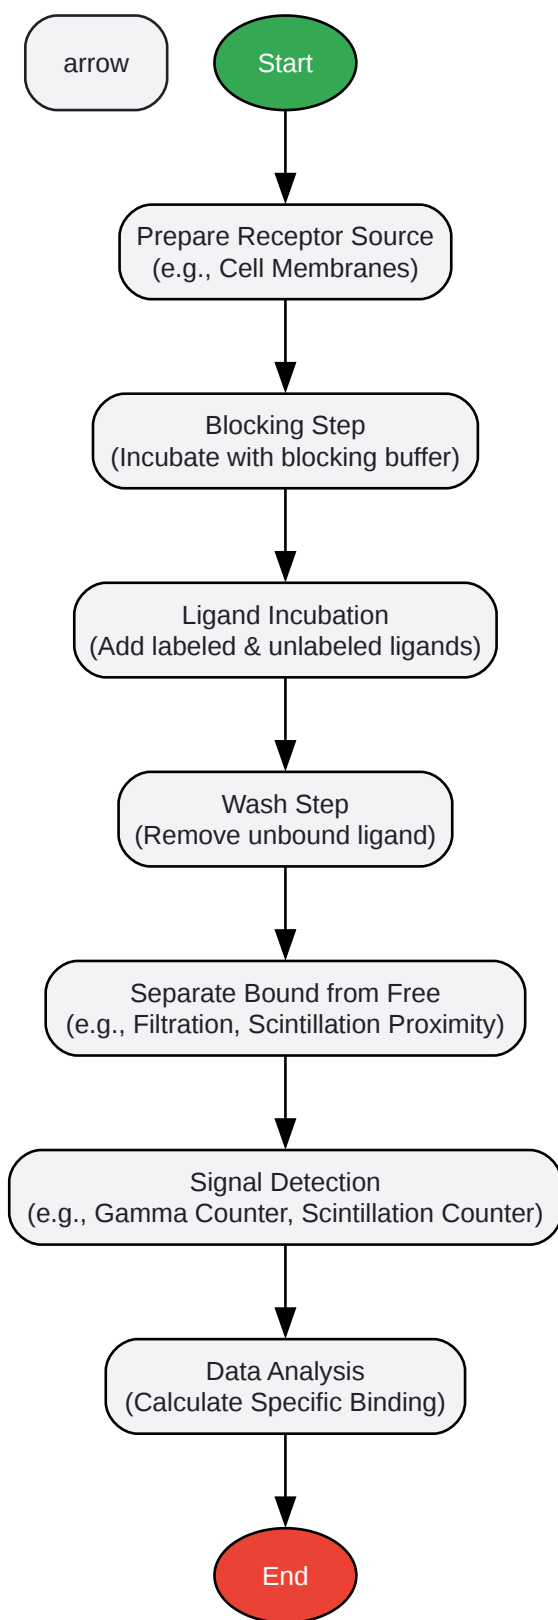 arrow
Start
Prepare Receptor Source
(e.g., Cell Membranes)
Blocking Step
(Incubate with blocking buffer)
Ligand Incubation
(Add labeled & unlabeled ligands)
Wash Step
(Remove unbound ligand)
Separate Bound from Free
(e.g., Filtration, Scintillation Proximity)
Signal Detection
(e.g., Gamma Counter, Scintillation Counter)
Data Analysis
(Calculate Specific Binding)
End